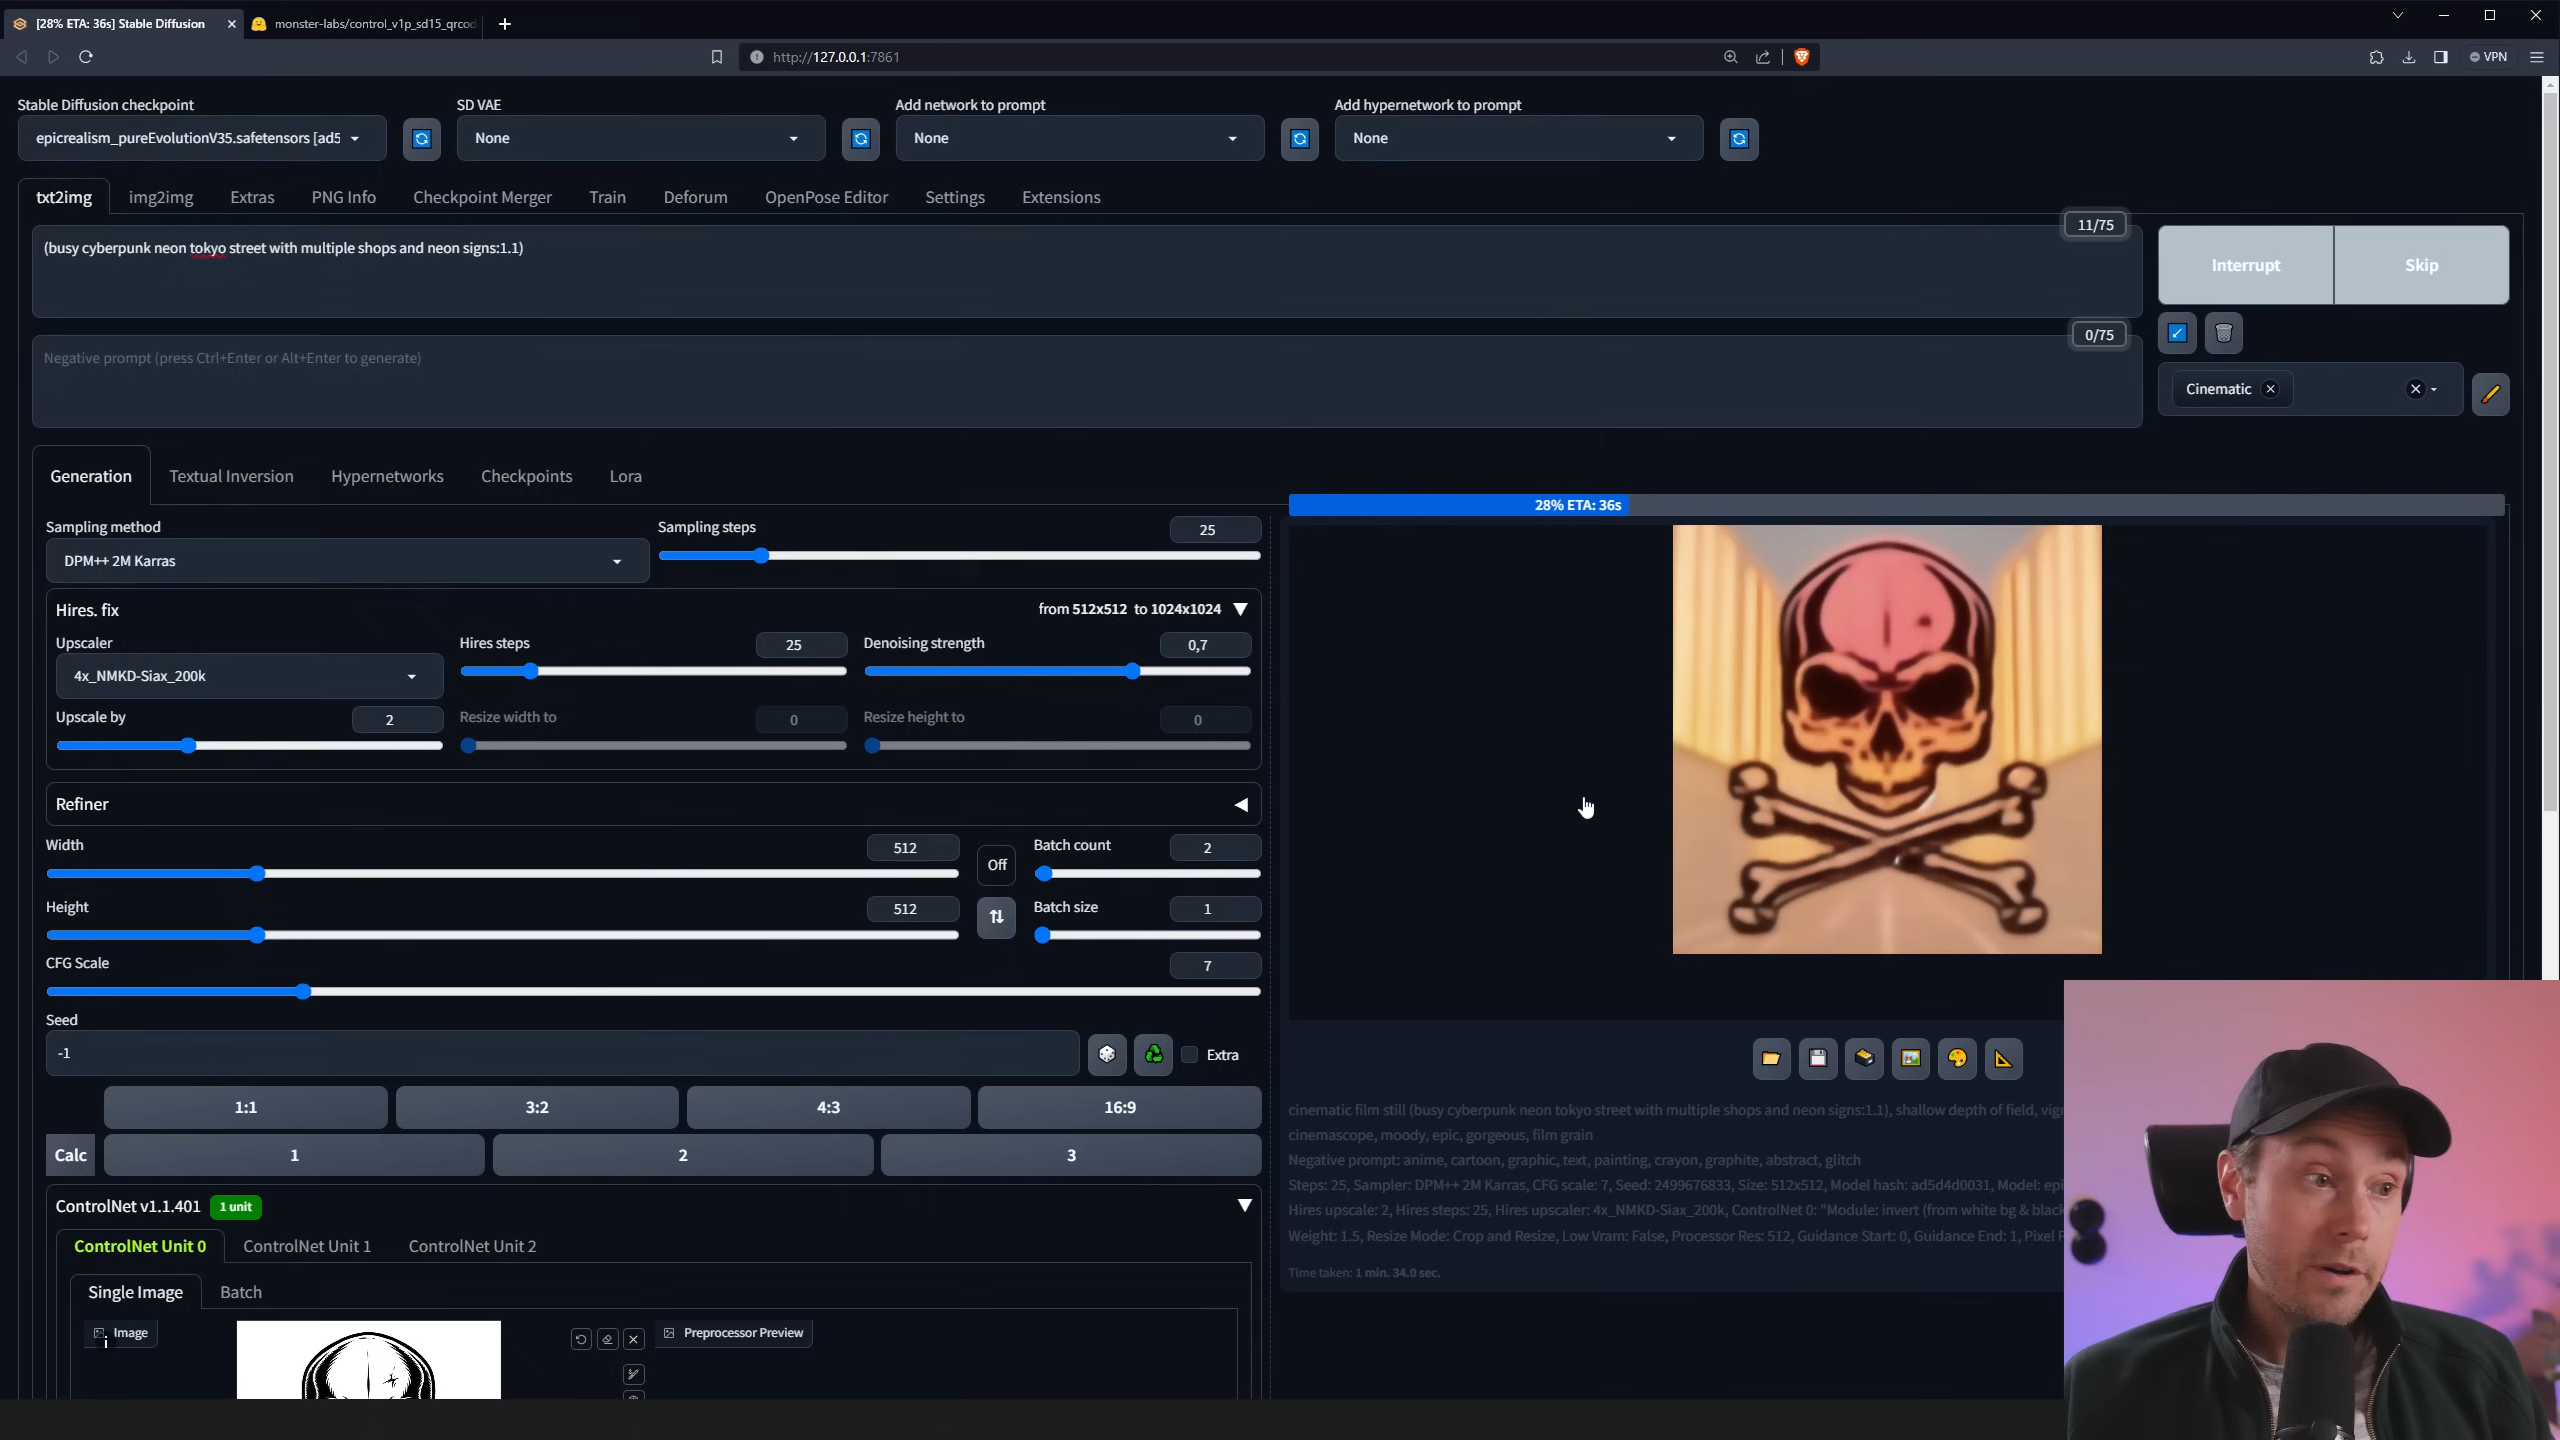 [28% ETA: 36s] Stable Diffusion
monster-labs/control_v1p_sd15_qrcod
http://127.0.0.1:7861
VPN
Stable Diffusion checkpoint
SD VAE
Add network to prompt
Add hypernetwork to prompt
epicrealism_pureEvolutionV35.safetensors [ad5
None
None
None
txt2img
img2img
Extras
PNG Info
Checkpoint Merger
Train
Deforum
OpenPose Editor
Settings
Extensions
11/75
(busy cyberpunk neon tokyo street with multiple shops and neon signs:1.1)
Interrupt
Skip
0/75
Negative prompt (press Ctrl+Enter or Alt+Enter to generate)
Cinematic
Generation
Textual Inversion
Hypernetworks
Checkpoints
Lora
28% ETA: 36s
Sampling method
Sampling steps
25
DPM++ 2M Karras
Hires. fix
from 512x512 to 1024x1024
Upscaler
Hires steps
25
Denoising strength
0,7
4x_NMKD-Siax_200k
Upscale by
2
Resize width to
0
Resize height to
0
Refiner
Width
512
Off
Batch count
2
Height
512
Batch size
1
CFG Scale
7
Seed
-1
Extra
1:1
3:2
4:3
16:9
Calc
1
2
3
cinematic film still (busy cyberpunk neon tokyo street with multiple shops and neon signs:1.1), shallow depth of field, vig
cinemascope, moody, epic, gorgeous, film grain
Negative prompt: anime, cartoon, graphic, text, painting, crayon, graphite, abstract, glitch
Steps: 25, Sampler: DPM++ 2M Karras, CFG scale: 7, Seed: 2499676833, Size: 512x512, Model hash: ad5d4d0031, Model: epi
Hires upscale: 2, Hires steps: 25, Hires upscaler: 4x_NMKD-Siax_200k, ControlNet 0: "Module: invert (from white bg & black
Weight: 1.5, Resize Mode: Crop and Resize, Low Vram: False, Processor Res: 512, Guidance Start: 0, Guidance End: 1, Pixel P
Time taken: 1 min. 34.0 sec.
ControlNet v1.1.401
1 unit
ControlNet Unit 0
ControlNet Unit 1
ControlNet Unit 2
Single Image
Batch
Image
Preprocessor Preview